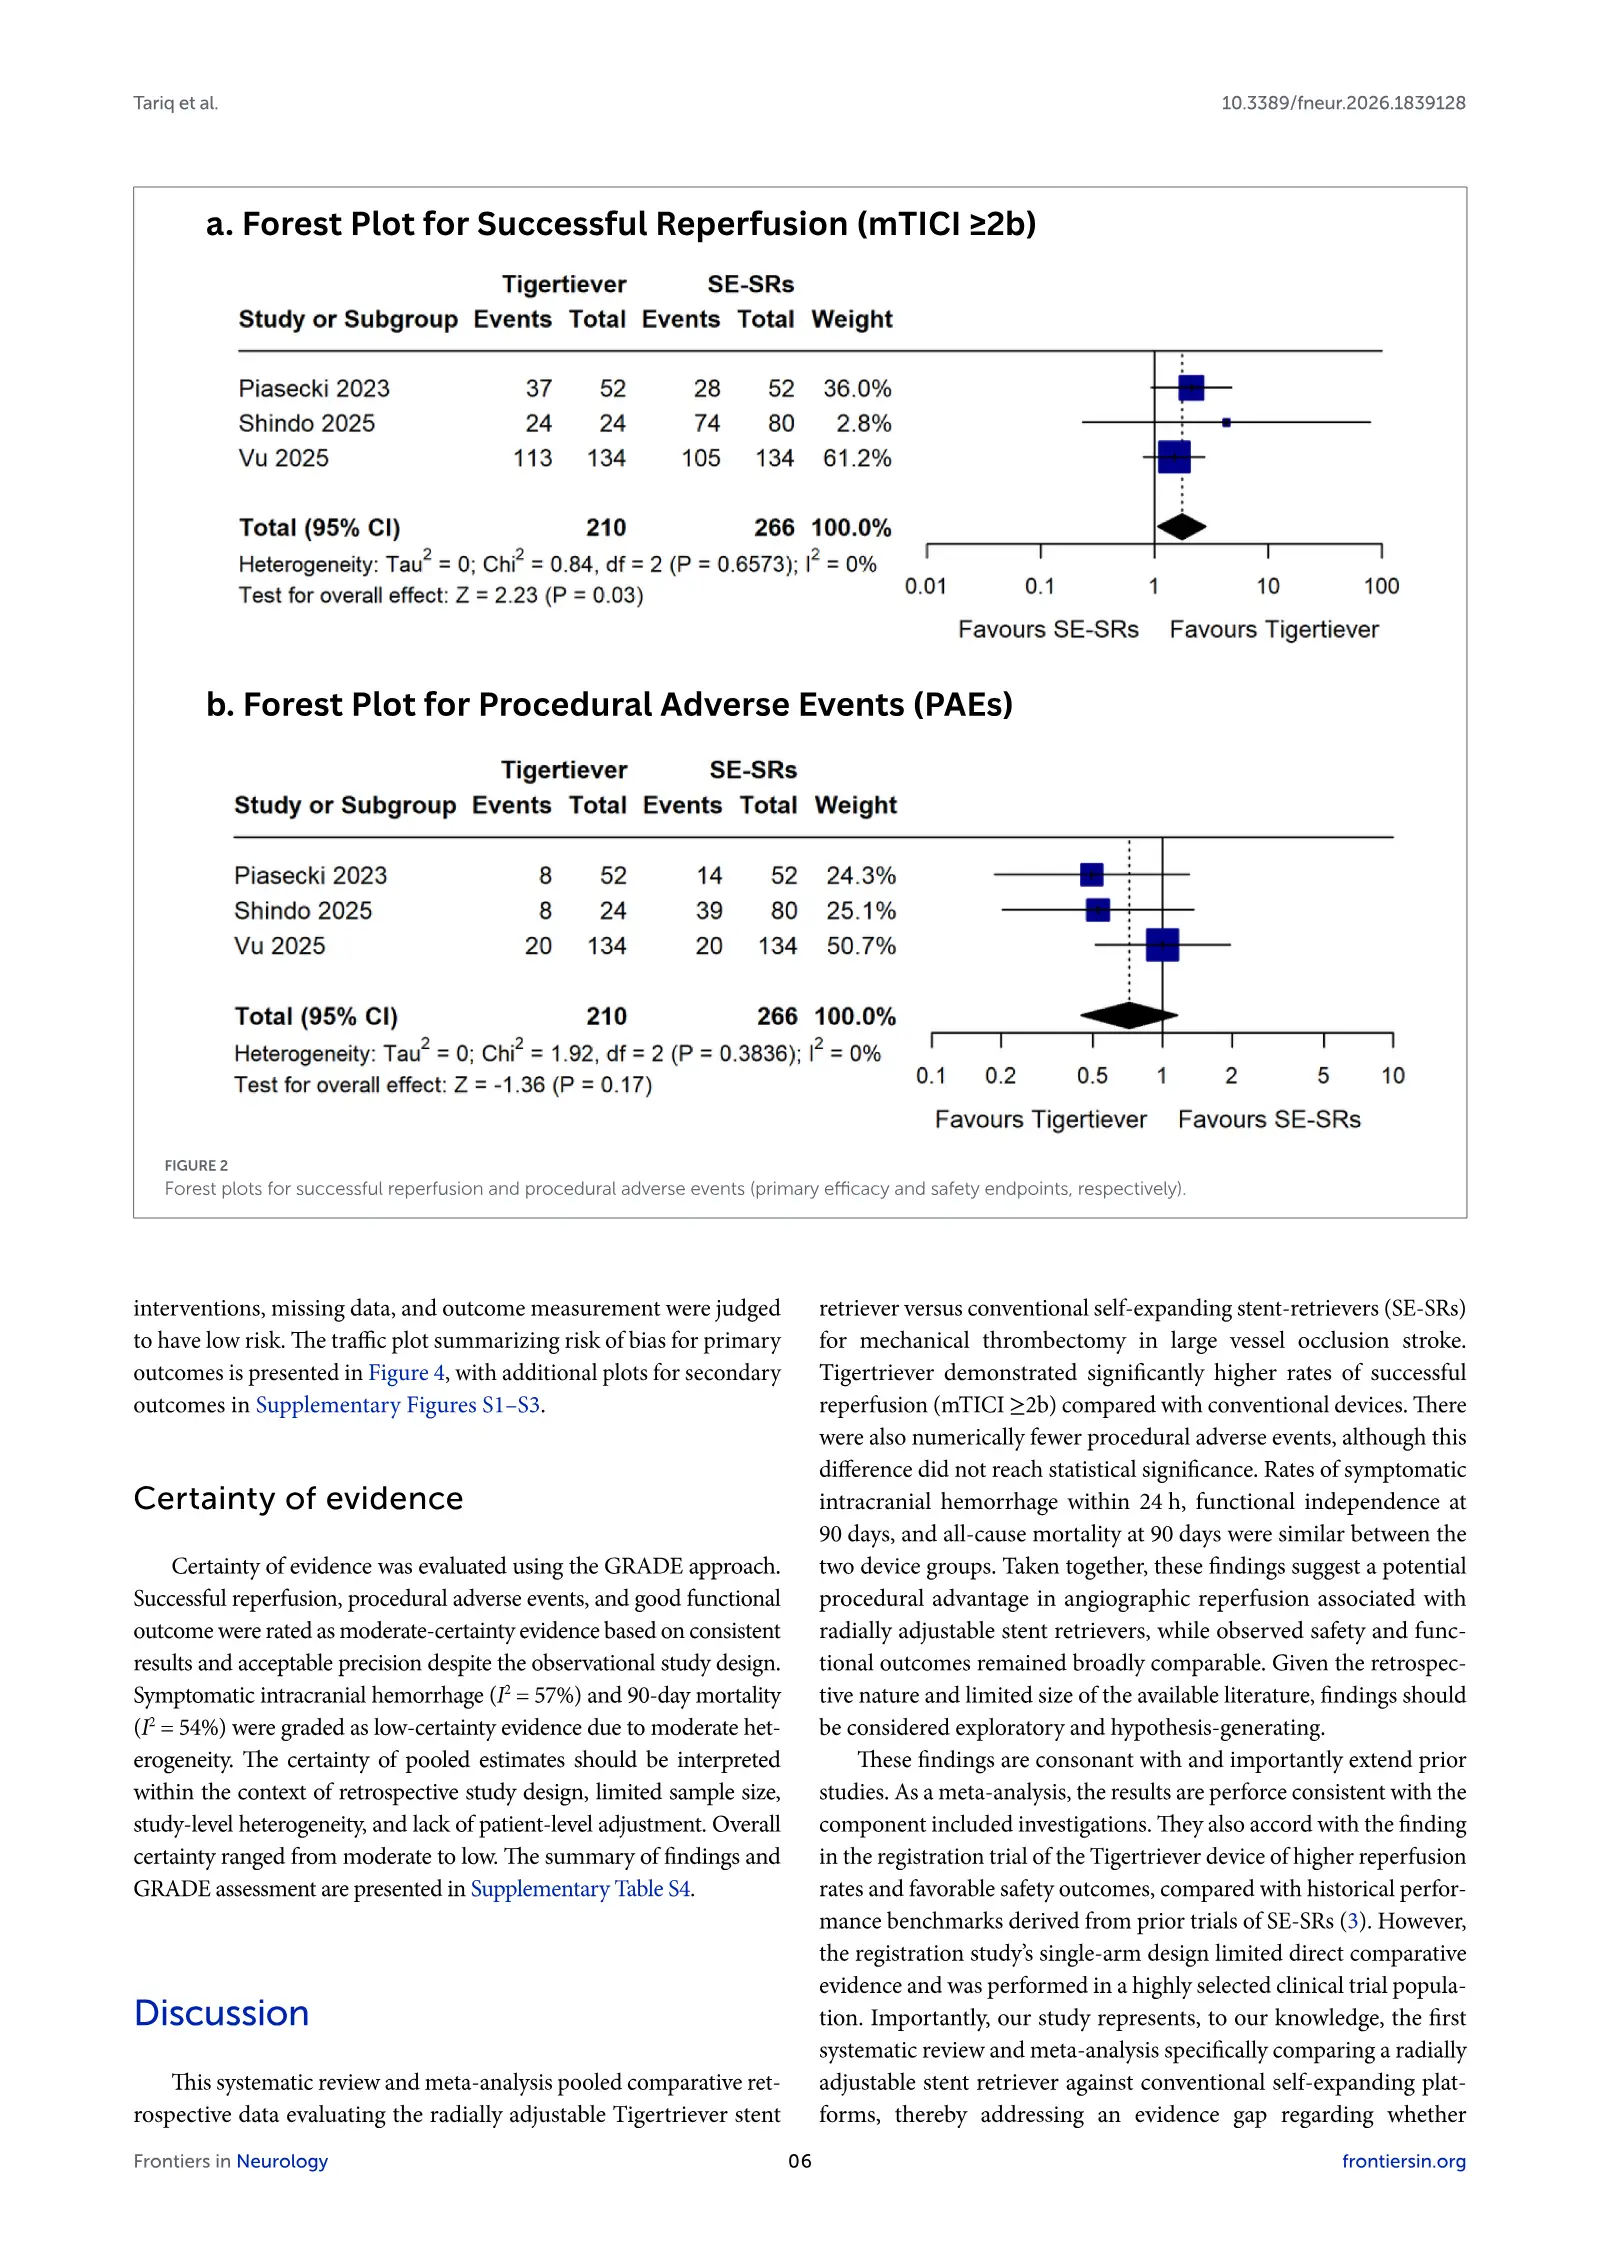 Tariq et al.
10.3389/fneur.2026.1839128
a. Forest Plot for Successful Reperfusion (mTICI ≥2b)
Tigertiever SE-SRs
Study or Subgroup Events Total Events Total Weight
Piasecki 2023 37 52 28 52 36.0%
Shindo 2025 24 24 74 80 2.8%
Vu 2025 113 134 105 134 61.2%
Total (95% CI) 210 266 100.0%
Heterogeneity: Tau² = 0; Chi² = 0.84, df = 2 (P = 0.6573); I² = 0%
Test for overall effect: Z = 2.23 (P = 0.03)
0.01 0.1 1 10 100
Favours SE-SRs Favours Tigertiever
b. Forest Plot for Procedural Adverse Events (PAEs)
Tigertiever SE-SRs
Study or Subgroup Events Total Events Total Weight
Piasecki 2023 8 52 14 52 24.3%
Shindo 2025 8 24 39 80 25.1%
Vu 2025 20 134 20 134 50.7%
Total (95% CI) 210 266 100.0%
Heterogeneity: Tau² = 0; Chi² = 1.92, df = 2 (P = 0.3836); I² = 0%
Test for overall effect: Z = -1.36 (P = 0.17)
0.1 0.2 0.5 1 2 5 10
Favours Tigertiever Favours SE-SRs
FIGURE 2
Forest plots for successful reperfusion and procedural adverse events (primary efficacy and safety endpoints, respectively).
interventions, missing data, and outcome measurement were judged
to have low risk. The traffic plot summarizing risk of bias for primary
outcomes is presented in Figure 4, with additional plots for secondary
outcomes in Supplementary Figures S1–S3.
Certainty of evidence
Certainty of evidence was evaluated using the GRADE approach.
Successful reperfusion, procedural adverse events, and good functional
outcome were rated as moderate-certainty evidence based on consistent
results and acceptable precision despite the observational study design.
Symptomatic intracranial hemorrhage (I² = 57%) and 90-day mortality
(I² = 54%) were graded as low-certainty evidence due to moderate het-
erogeneity. The certainty of pooled estimates should be interpreted
within the context of retrospective study design, limited sample size,
study-level heterogeneity, and lack of patient-level adjustment. Overall
certainty ranged from moderate to low. The summary of findings and
GRADE assessment are presented in Supplementary Table S4.
Discussion
This systematic review and meta-analysis pooled comparative ret-
rospective data evaluating the radially adjustable Tigertriever stent
retriever versus conventional self-expanding stent-retrievers (SE-SRs)
for mechanical thrombectomy in large vessel occlusion stroke.
Tigertriever demonstrated significantly higher rates of successful
reperfusion (mTICI ≥2b) compared with conventional devices. There
were also numerically fewer procedural adverse events, although this
difference did not reach statistical significance. Rates of symptomatic
intracranial hemorrhage within 24 h, functional independence at
90 days, and all-cause mortality at 90 days were similar between the
two device groups. Taken together, these findings suggest a potential
procedural advantage in angiographic reperfusion associated with
radially adjustable stent retrievers, while observed safety and func-
tional outcomes remained broadly comparable. Given the retrospec-
tive nature and limited size of the available literature, findings should
be considered exploratory and hypothesis-generating.
These findings are consonant with and importantly extend prior
studies. As a meta-analysis, the results are perforce consistent with the
component included investigations. They also accord with the finding
in the registration trial of the Tigertriever device of higher reperfusion
rates and favorable safety outcomes, compared with historical perfor-
mance benchmarks derived from prior trials of SE-SRs (3). However,
the registration study’s single-arm design limited direct comparative
evidence and was performed in a highly selected clinical trial popula-
tion. Importantly, our study represents, to our knowledge, the first
systematic review and meta-analysis specifically comparing a radially
adjustable stent retriever against conventional self-expanding plat-
forms, thereby addressing an evidence gap regarding whether
Frontiers in Neurology
06
frontiersin.org